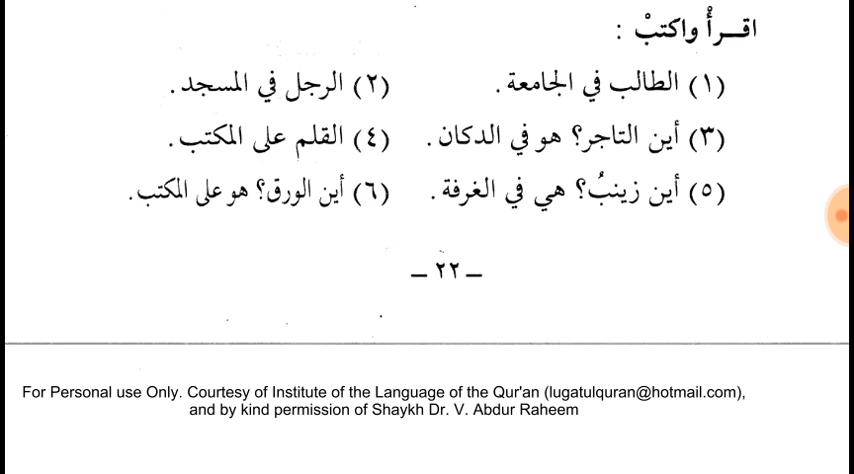 اقــرأْ واكتبْ :
(١) الطالب في الجامعة . (٢) الرجل في المسجد .
(٣) أين التاجر؟ هو في الدكان . (٤) القلم على المكتب .
(٥) أين زينبُ؟ هي في الغرفة . (٦) أين الورق؟ هو على المكتب .
– ٢٢ –
For Personal use Only. Courtesy of Institute of the Language of the Qur'an (lugatulquran@hotmail.com),
and by kind permission of Shaykh Dr. V. Abdur Raheem